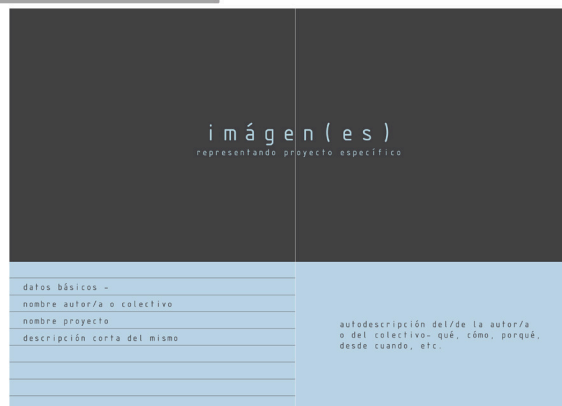 imágen(es)
representando proyecto específico
datos básicos –
nombre autor/a o colectivo
nombre proyecto
descripción corta del mismo
autodescripción del/de la autor/a
o del colectivo– qué, cómo, porqué,
desde cuando, etc.